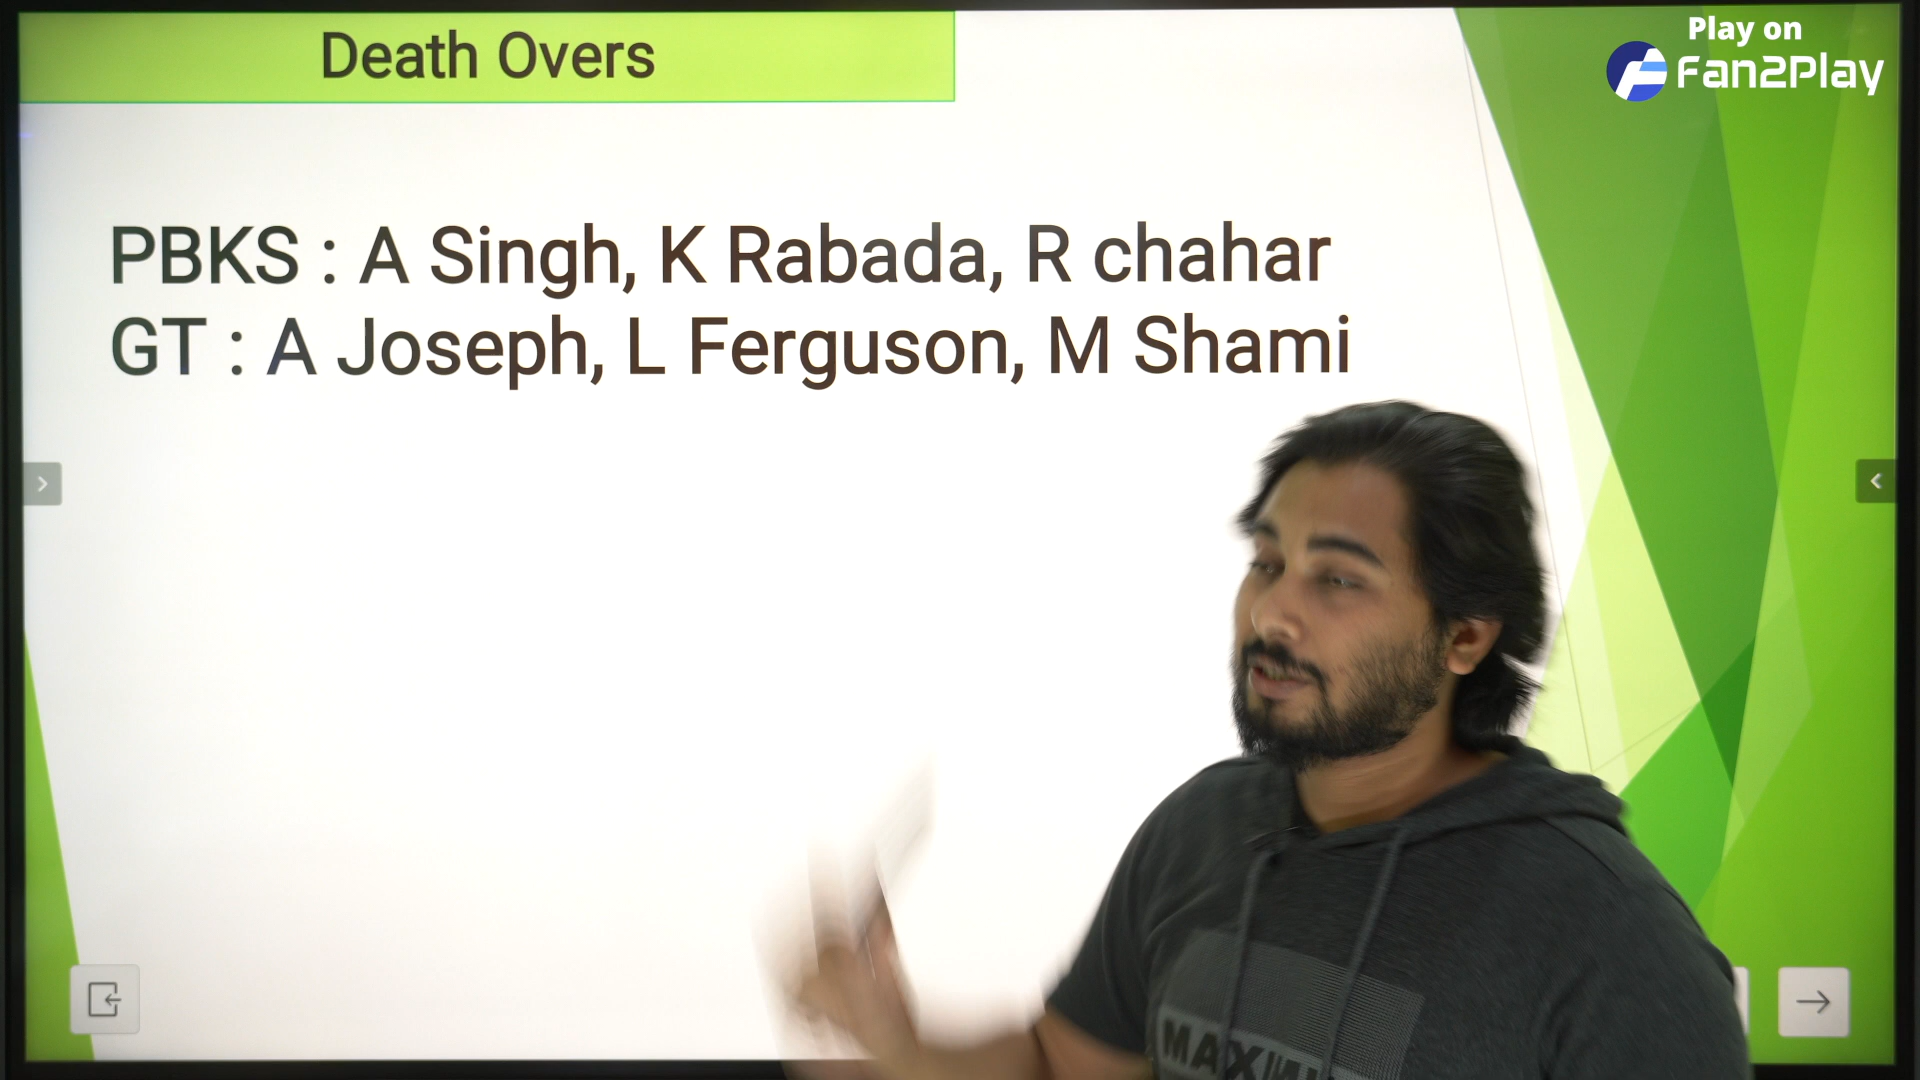 Death Overs
Play on
Fan2Play
PBKS : A Singh, K Rabada, R chahar
GT : A Joseph, L Ferguson, M Shami